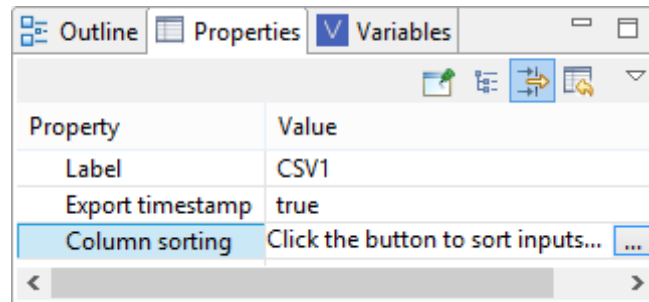 Outline Properties V Variables
Property Value
Label CSV1
Export timestamp true
Column sorting Click the button to sort inputs... ...